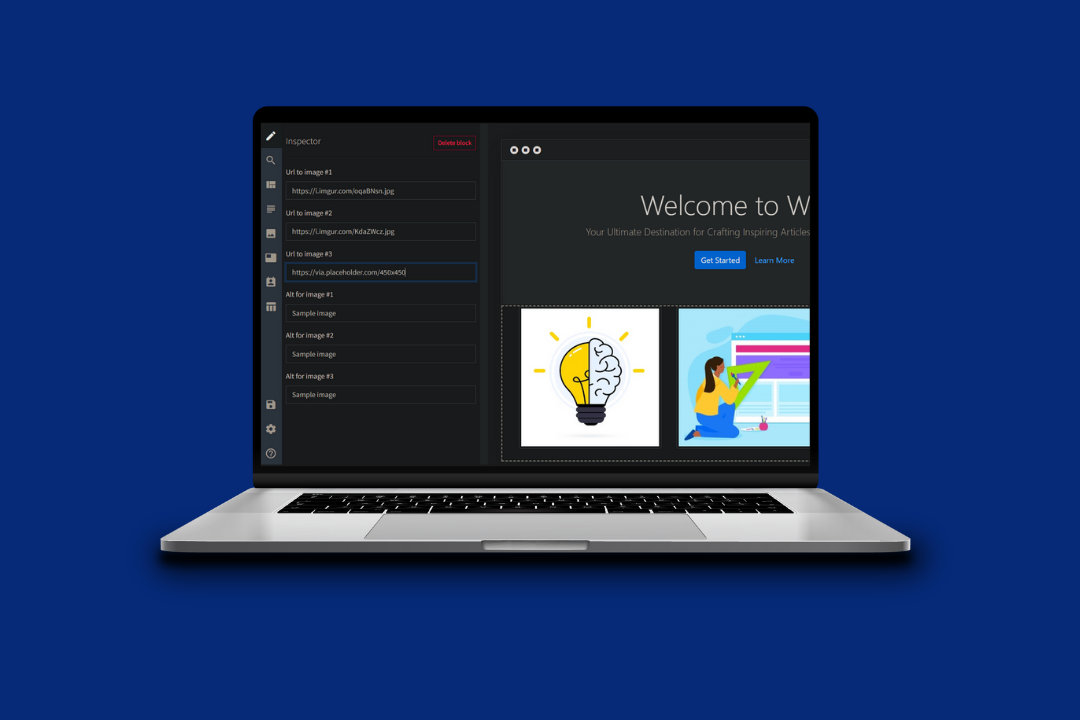 Inspector
Delete block
Url to image #1
https://i.imgur.com/oqaBNsn.jpg
Url to image #2
https://i.imgur.com/KdaZWcz.jpg
Url to image #3
https://via.placeholder.com/450x450
Alt for image #1
Sample image
Alt for image #2
Sample image
Alt for image #3
Sample image
Welcome to W
Your Ultimate Destination for Crafting Inspiring Articles
Get Started
Learn More